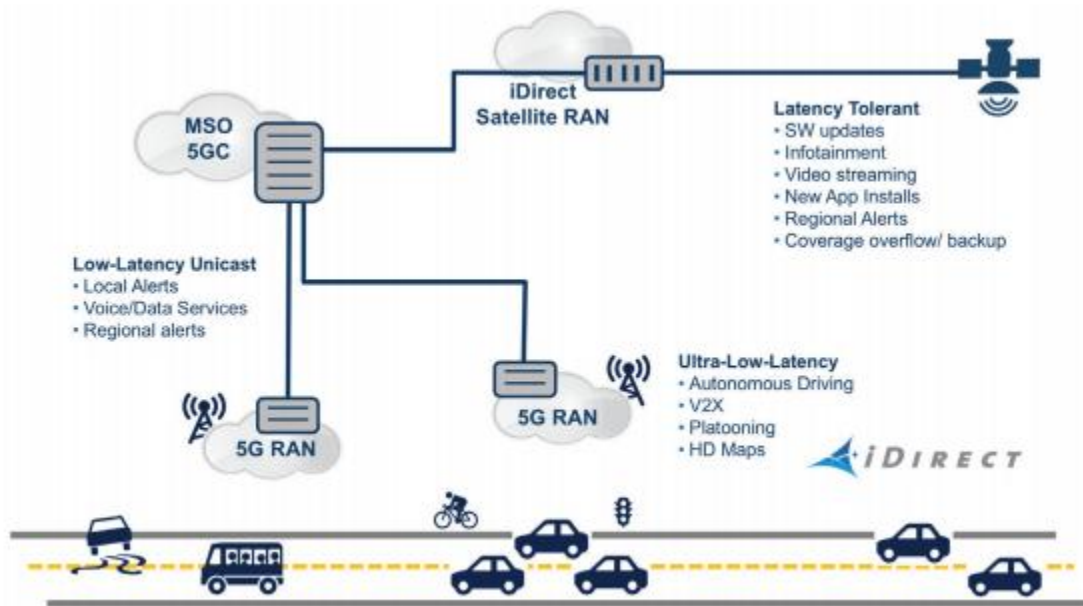 iDirect
Satellite RAN
MSO
5GC
Latency Tolerant
• SW updates
• Infotainment
• Video streaming
• New App Installs
• Regional Alerts
• Coverage overflow/ backup
Low-Latency Unicast
• Local Alerts
• Voice/Data Services
• Regional alerts
Ultra-Low-Latency
• Autonomous Driving
• V2X
• Platooning
• HD Maps
5G RAN
5G RAN
iDIRECT